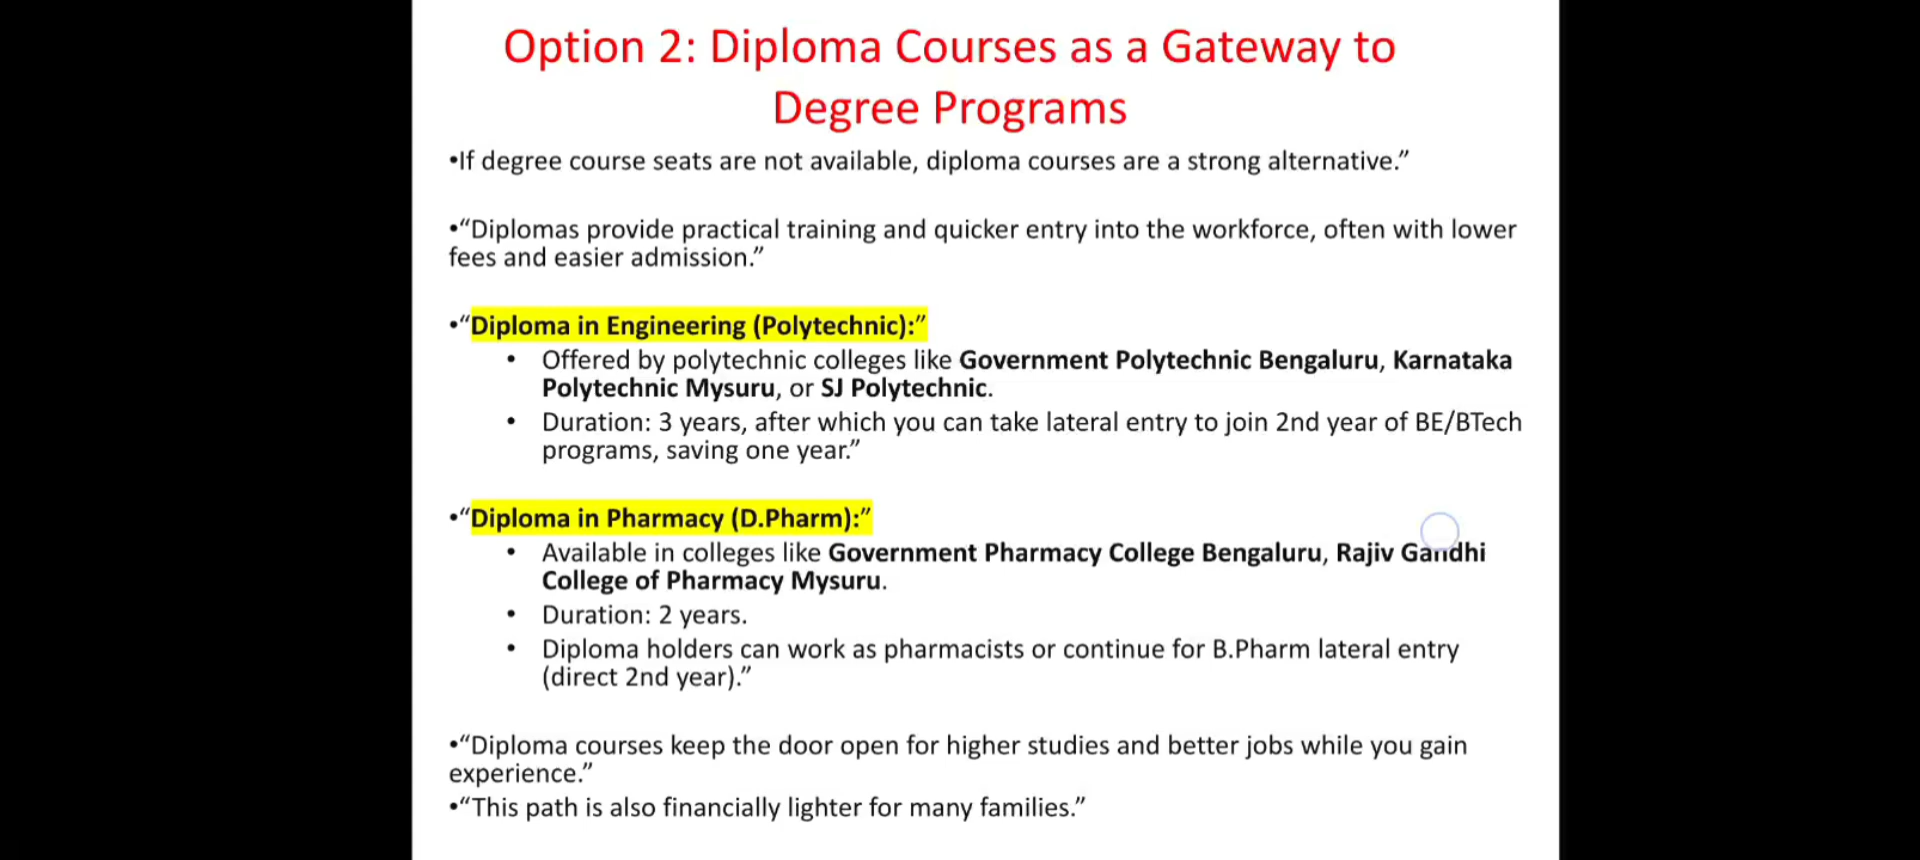 Option 2: Diploma Courses as a Gateway to
Degree Programs
•If degree course seats are not available, diploma courses are a strong alternative.”
•“Diplomas provide practical training and quicker entry into the workforce, often with lower
fees and easier admission.”
•“Diploma in Engineering (Polytechnic):”
• Offered by polytechnic colleges like Government Polytechnic Bengaluru, Karnataka
Polytechnic Mysuru, or SJ Polytechnic.
• Duration: 3 years, after which you can take lateral entry to join 2nd year of BE/BTech
programs, saving one year.”
•“Diploma in Pharmacy (D.Pharm):”
• Available in colleges like Government Pharmacy College Bengaluru, Rajiv Gandhi
College of Pharmacy Mysuru.
• Duration: 2 years.
• Diploma holders can work as pharmacists or continue for B.Pharm lateral entry
(direct 2nd year).”
•“Diploma courses keep the door open for higher studies and better jobs while you gain
experience.”
•“This path is also financially lighter for many families.”